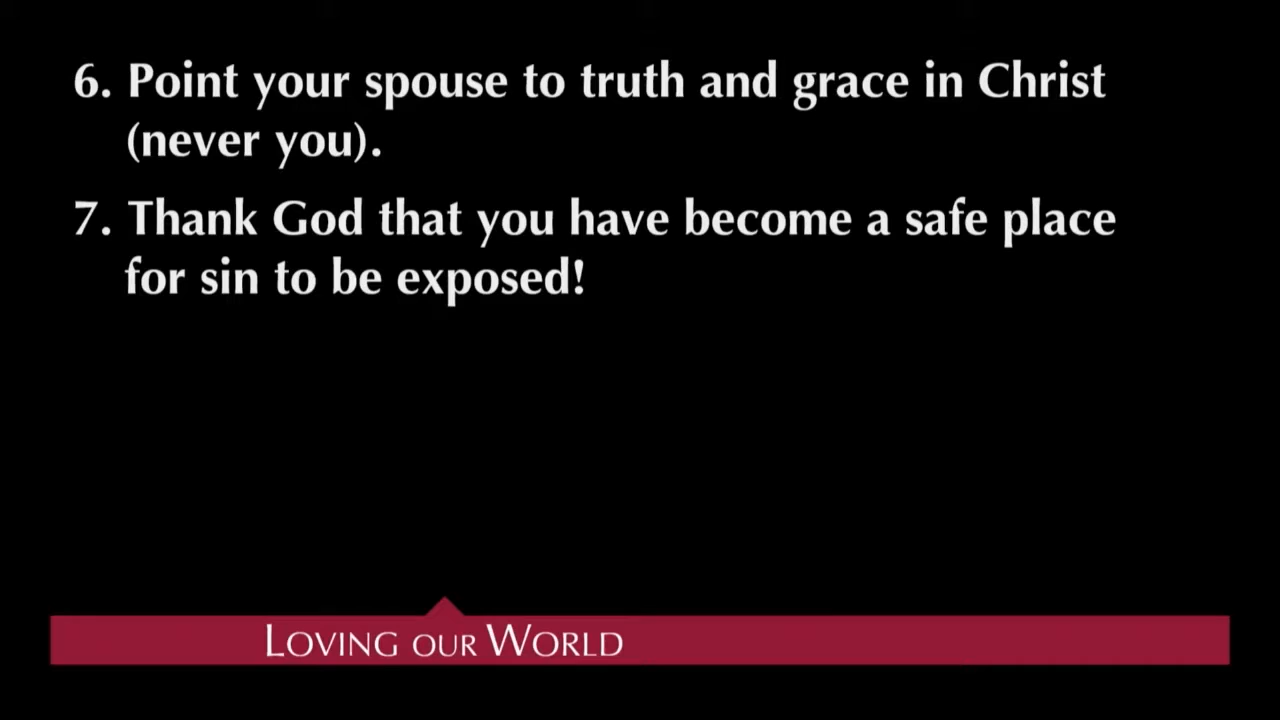 6. Point your spouse to truth and grace in Christ
(never you).
7. Thank God that you have become a safe place
for sin to be exposed!
LOVING OUR WORLD